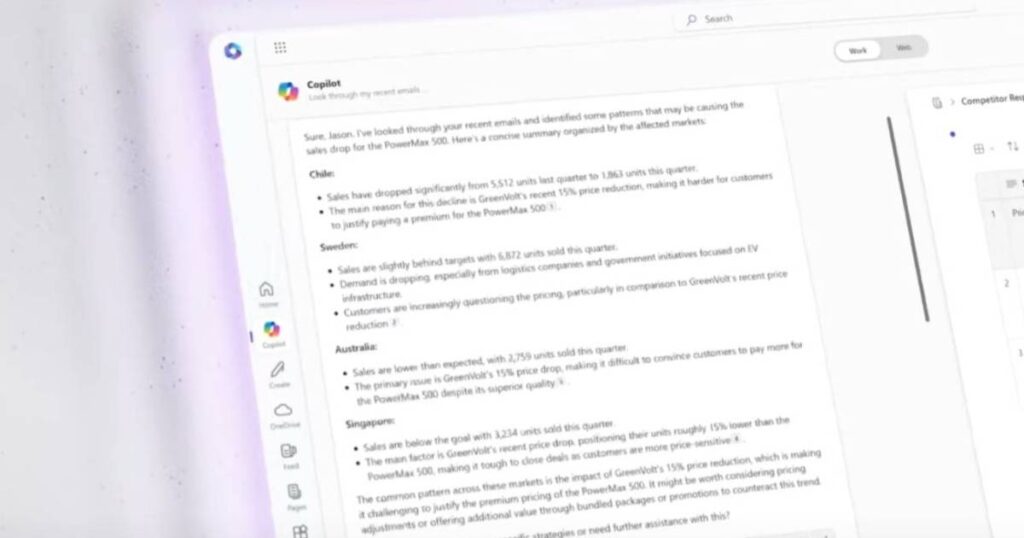 Search
Work Web
Copilot
Look through my recent emails...
Competitor
Sure, Jason. I've looked through your recent emails and identified some patterns that may be causing the
sales drop for the PowerMax 500. Here's a concise summary organized by the affected markets:
Chile:
• Sales have dropped significantly from 5,512 units last quarter to 1,863 units this quarter.
• The main reason for this decline is GreenVolt's recent 15% price reduction, making it harder for customers
to justify paying a premium for the PowerMax 500 1 .
Sweden:
• Sales are slightly behind targets with 6,872 units sold this quarter.
• Demand is dropping, especially from logistics companies and government initiatives focused on EV
infrastructure.
• Customers are increasingly questioning the pricing, particularly in comparison to GreenVolt's recent price
reduction 2 .
Australia:
• Sales are lower than expected, with 2,759 units sold this quarter.
• The primary issue is GreenVolt's 15% price drop, making it difficult to convince customers to pay more for
the PowerMax 500 despite its superior quality 3 .
Singapore:
• Sales are below the goal with 3,234 units sold this quarter.
• The main factor is GreenVolt's recent price drop, positioning their units roughly 15% lower than the
PowerMax 500, making it tough to close deals as customers are more price-sensitive 4 .
The common pattern across these markets is the impact of GreenVolt's 15% price reduction, which is making
it challenging to justify the premium pricing of the PowerMax 500. It might be worth considering pricing
adjustments or offering additional value through bundled packages or promotions to counteract this trend.
strategies or need further assistance with this?
Home
Copilot
Create
OneDrive
Feed
Pages
1
2
3